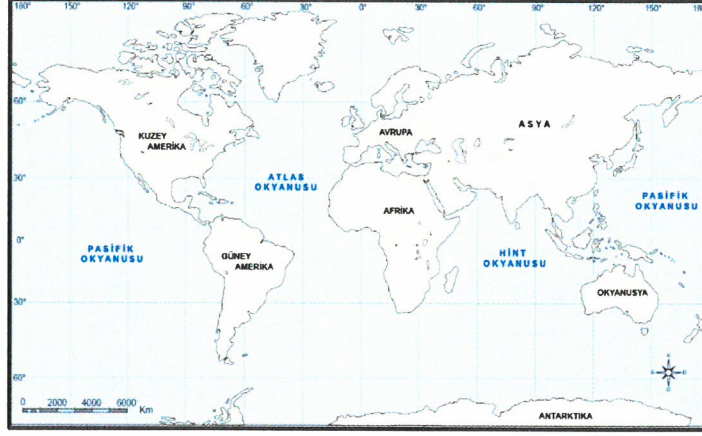 180° 150° 120° 90° 60° 30° 0° 30° 60° 90° 120° 150° 180°
60°
ASYA
AVRUPA
KUZEY
AMERİKA
30°
ATLAS
OKYANUSU
PASİFİK
OKYANUSU
AFRİKA
0°
PASİFİK
OKYANUSU
GÜNEY
AMERİKA
HİNT
OKYANUSU
OKYANUSYA
30°
60°
0 2000 4000 6000
Km
ANTARKTIKA